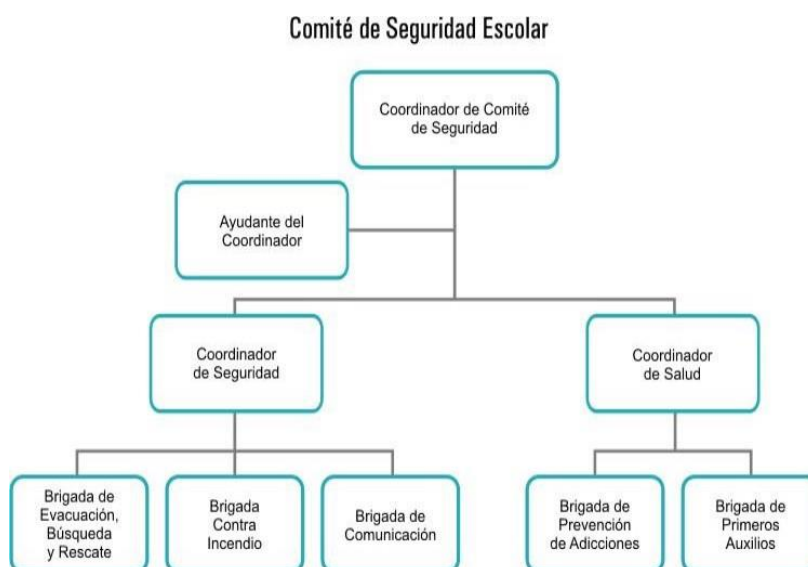 Comité de Seguridad Escolar
Coordinador de Comité
de Seguridad
Ayudante del
Coordinador
Coordinador
de Seguridad
Coordinador
de Salud
Brigada de
Evacuación,
Búsqueda
y Rescate
Brigada
Contra
Incendio
Brigada de
Comunicación
Brigada de
Prevención
de Adicciones
Brigada de
Primeros
Auxilios